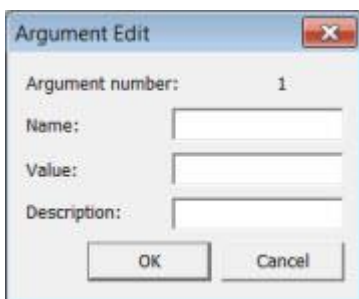 Argument Edit
Argument number: 1
Name:
Value:
Description:
OK Cancel